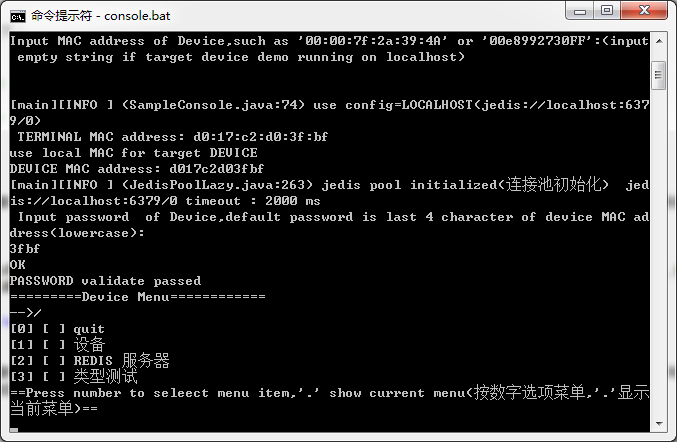 命令提示符 - console.bat
Input MAC address of Device,such as '00:00:7f:2a:39:4A' or '00e8992730FF':(input
 empty string if target device demo running on localhost)
[main][INFO ] (SampleConsole.java:74) use config=LOCALHOST(jedis://localhost:637
9/0)
 TERMINAL MAC address: d0:17:c2:d0:3f:bf
use local MAC for target DEVICE
DEVICE MAC address: d017c2d03fbf
[main][INFO ] (JedisPoolLazy.java:263) jedis pool initialized(连接池初始化)  jed
is://localhost:6379/0 timeout : 2000 ms
 Input password  of Device,default password is last 4 character of device MAC ad
dress(lowercase):
3fbf
OK
PASSWORD validate passed
=========Device Menu============
-->/
[0] [ ] quit
[1] [ ] 设备
[2] [ ] REDIS 服务器
[3] [ ] 类型测试
==Press number to seleect menu item,'.' show current menu(按数字选项菜单,'.'显示
当前菜单)==